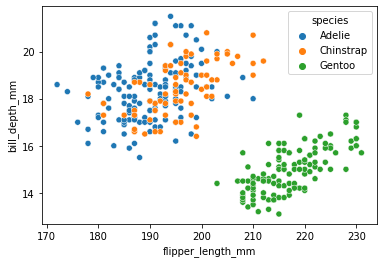 species
Adelie
Chinstrap
Gentoo
bill_depth_mm
20
18
16
14
170
180
190
200
210
220
230
flipper_length_mm